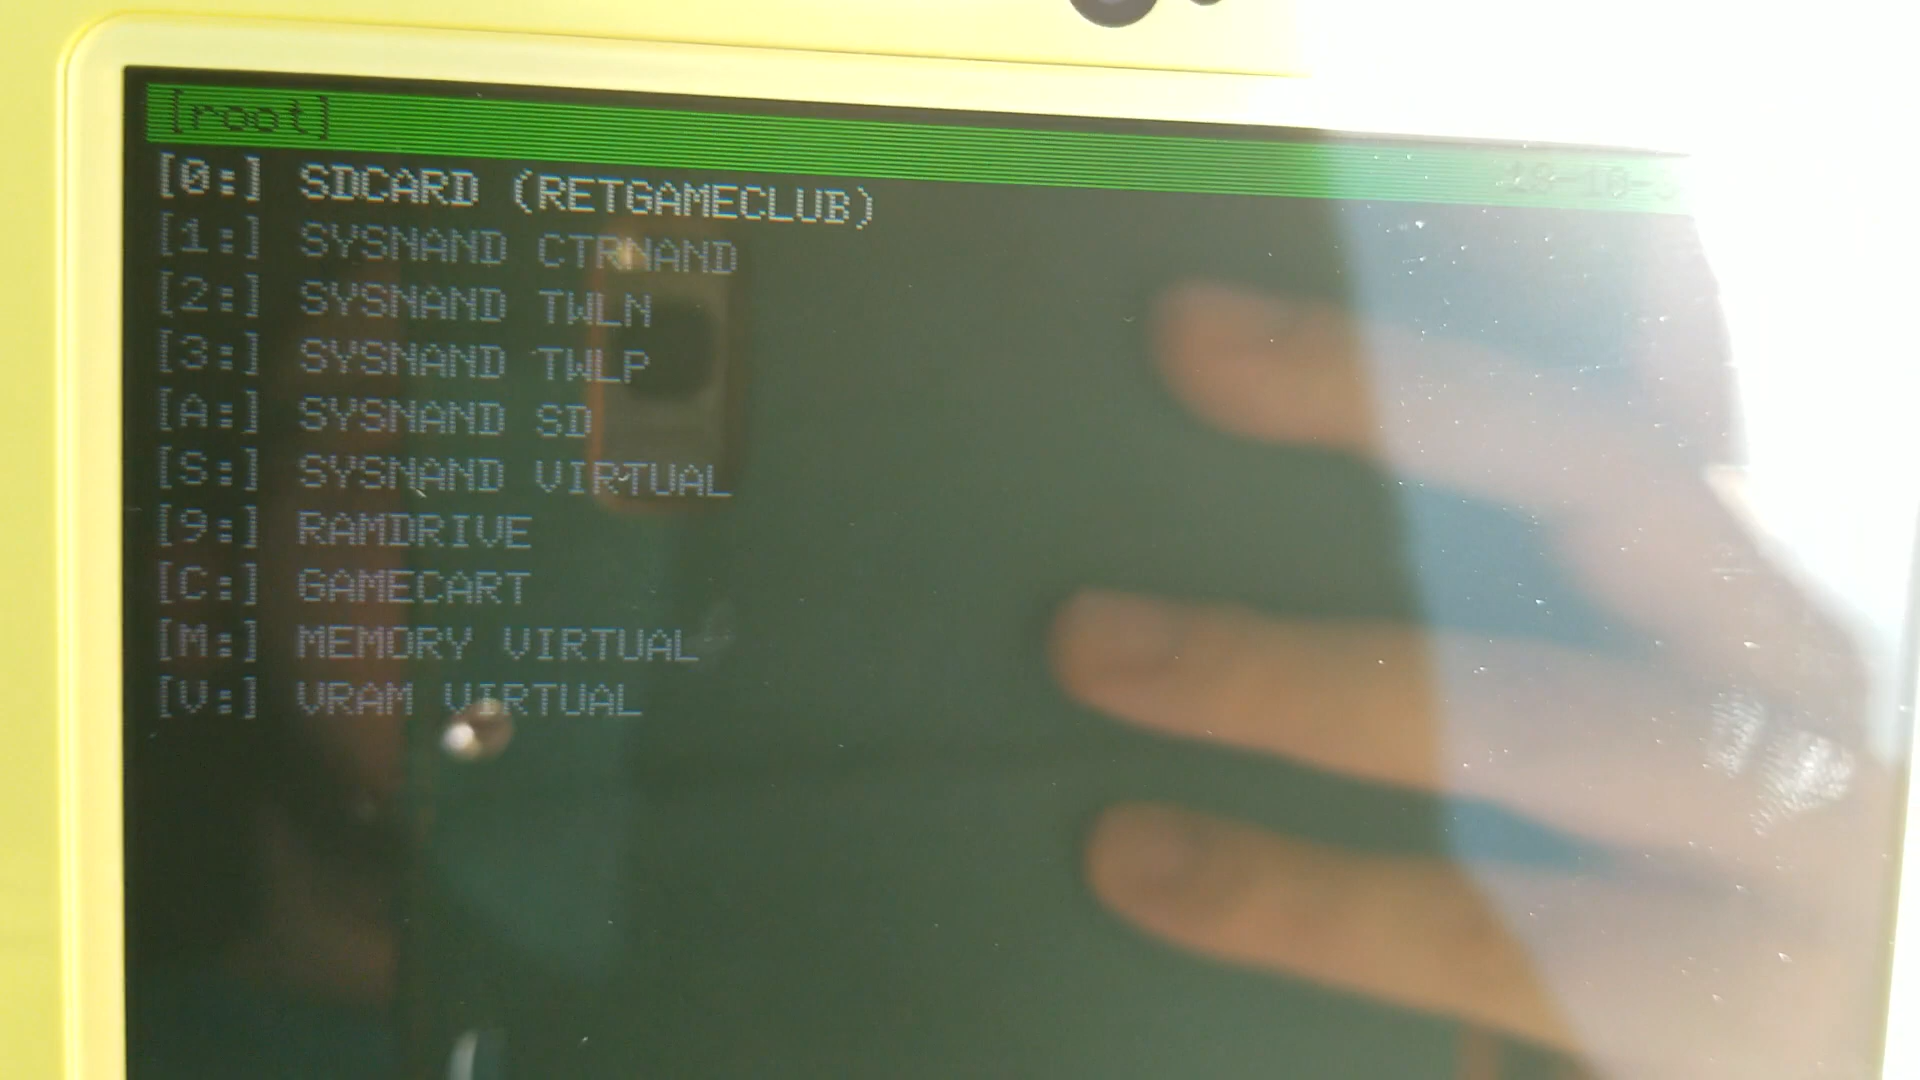 [root]
[0:] SDCARD (RETGAMECLUB)
[1:] SYSNAND CTRNAND
[2:] SYSNAND TWLN
[3:] SYSNAND TWLP
[A:] SYSNAND SD
[S:] SYSNAND VIRTUAL
[9:] RAMDRIVE
[C:] GAMECART
[M:] MEMORY VIRTUAL
[V:] VRAM VIRTUAL